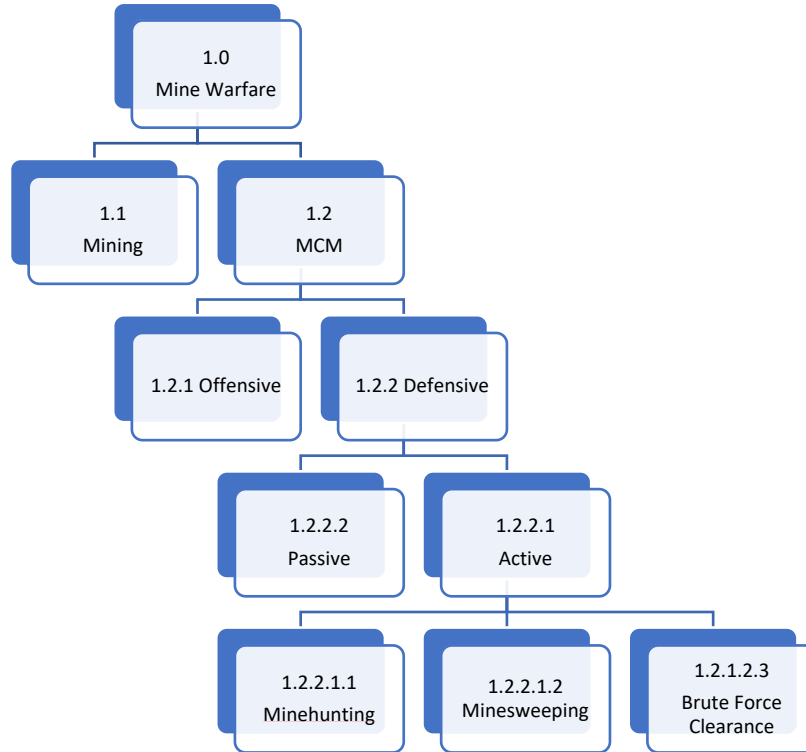 1.0
Mine Warfare
1.1
Mining
1.2
MCM
1.2.1 Offensive
1.2.2 Defensive
1.2.2.2
Passive
1.2.2.1
Active
1.2.2.1.1
Minehunting
1.2.2.1.2
Minesweeping
1.2.1.2.3
Brute Force
Clearance